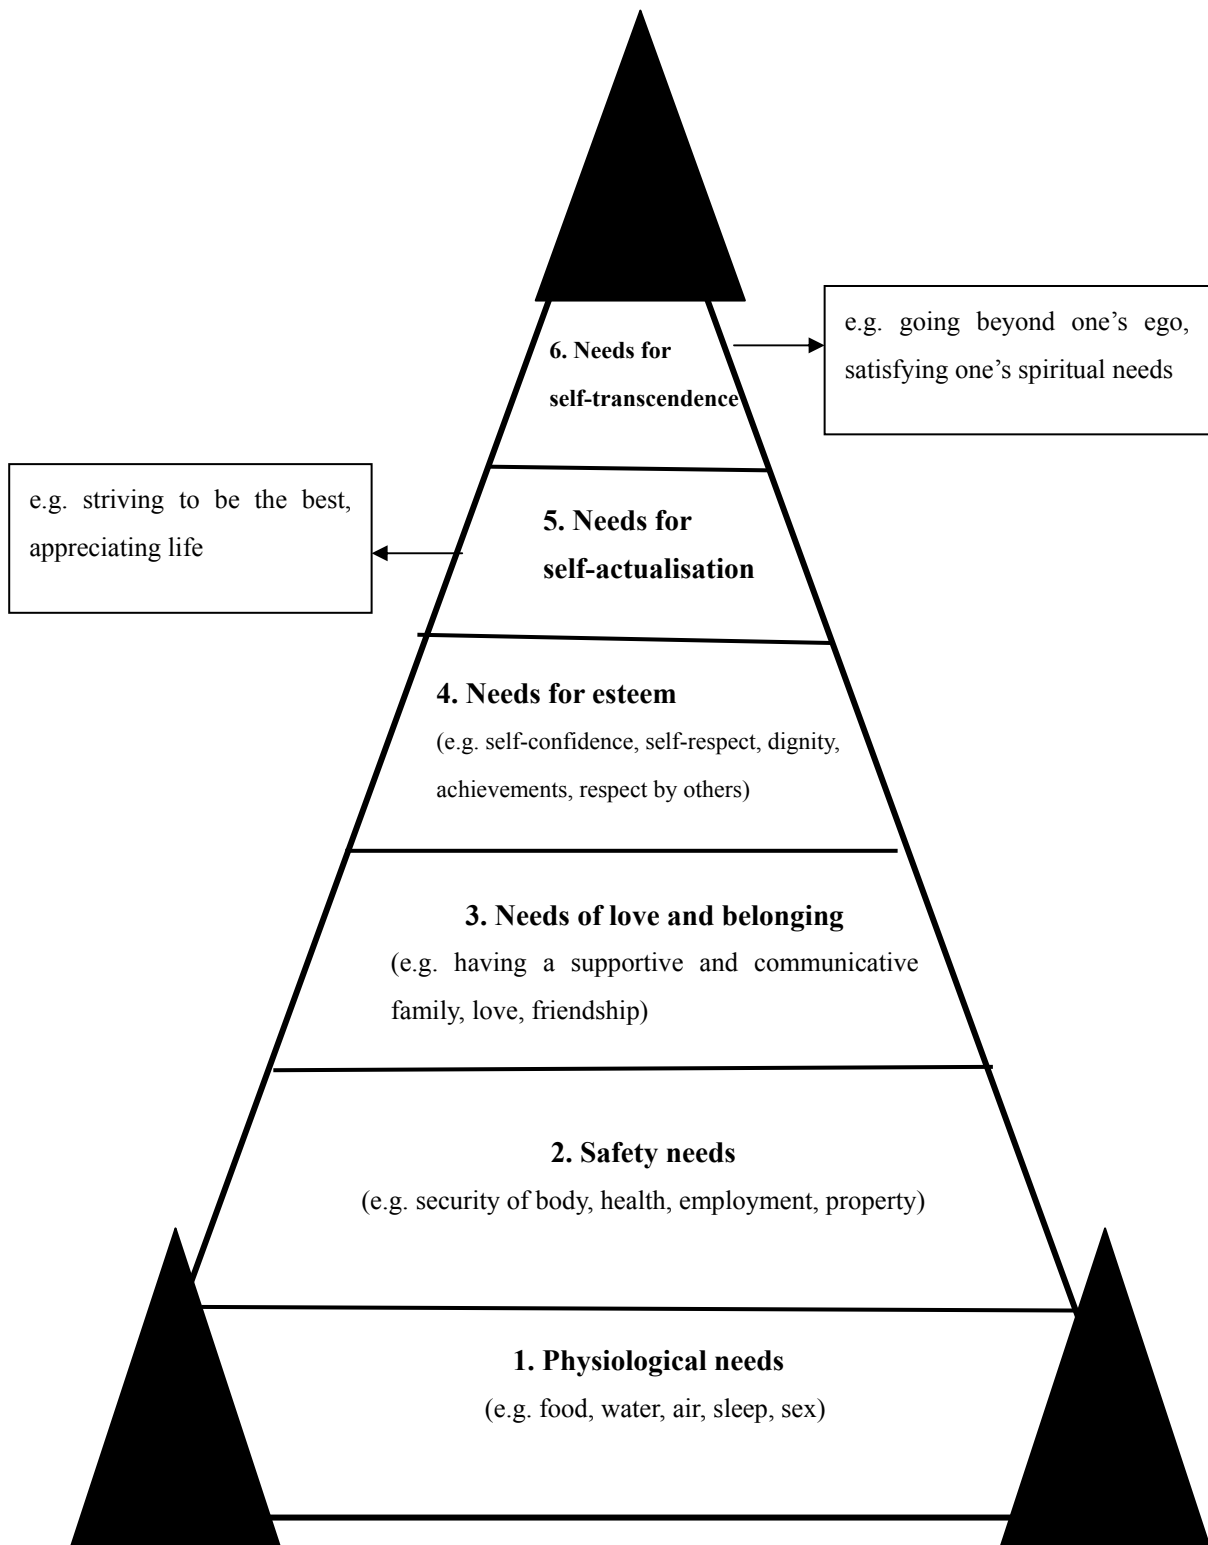 6. Needs for
self-transcendence
e.g. going beyond one’s ego,
satisfying one’s spiritual needs
e.g. striving to be the best,
appreciating life
5. Needs for
self-actualisation
4. Needs for esteem
(e.g. self-confidence, self-respect, dignity,
achievements, respect by others)
3. Needs of love and belonging
(e.g. having a supportive and communicative
family, love, friendship)
2. Safety needs
(e.g. security of body, health, employment, property)
1. Physiological needs
(e.g. food, water, air, sleep, sex)